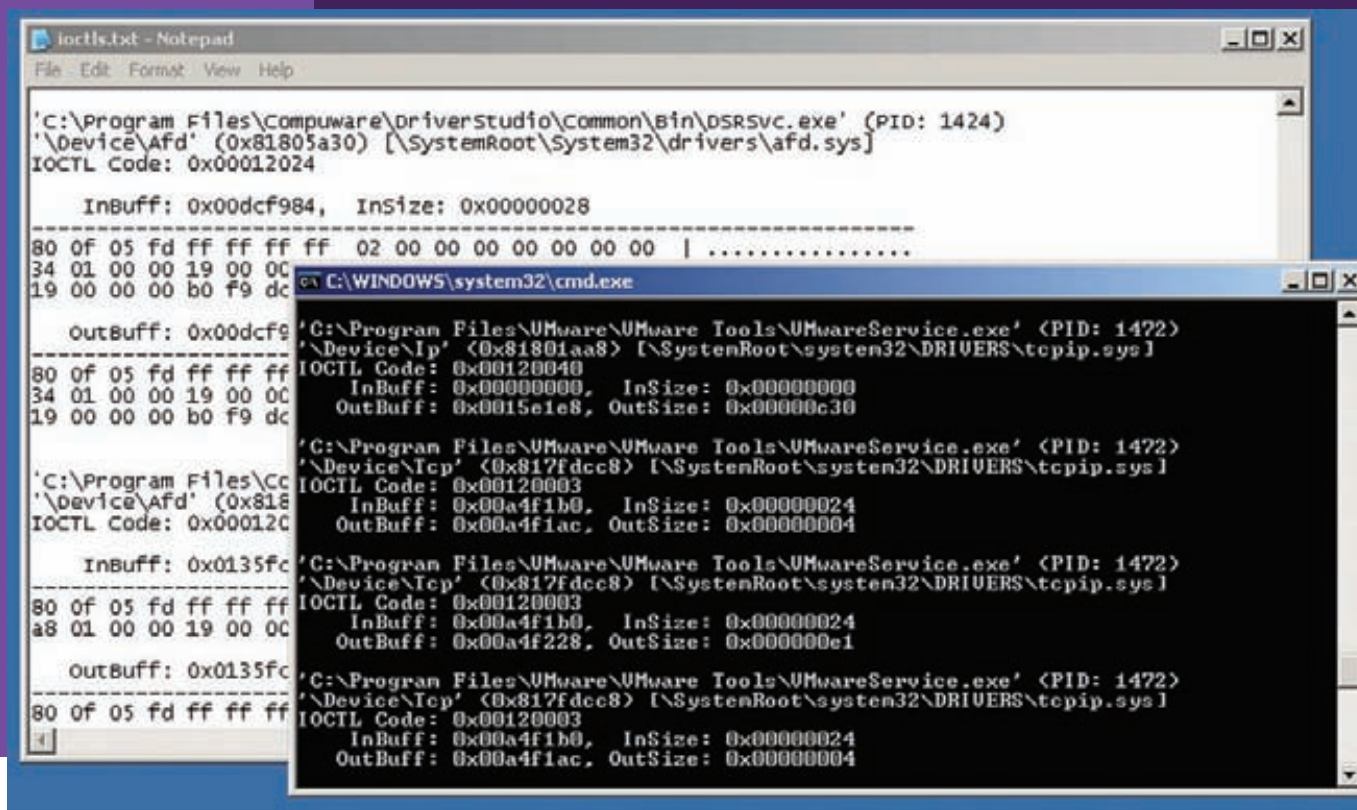 ioctls.txt - Notepad
File Edit Format View Help
'C:\Program Files\Compuware\DriverStudio\Common\Bin\DSRSvc.exe' (PID: 1424)
'\Device\Afd' (0x81805a30) [\SystemRoot\System32\drivers\afd.sys]
IOCTL Code: 0x00012024
InBuff: 0x00dcf984, InSize: 0x00000028
--------------------------------------------------------------------------
80 0f 05 fd ff ff ff ff 02 00 00 00 00 00 00 00 | ................
34 01 00 00 19 00 00
19 00 00 00 b0 f9 dc
OutBuff: 0x00dcf9
80 0f 05 fd ff ff ff
34 01 00 00 19 00 00
19 00 00 00 b0 f9 dc
'C:\Program Files\Co
'\Device\Afd' (0x818
IOCTL Code: 0x000120
InBuff: 0x0135fc
80 0f 05 fd ff ff ff
a8 01 00 00 19 00 00
OutBuff: 0x0135fc
80 0f 05 fd ff ff ff
C:\WINDOWS\system32\cmd.exe
'C:\Program Files\VMware\VMware Tools\VMwareService.exe' (PID: 1472)
'\Device\Ip' (0x81801aa8) [\SystemRoot\system32\DRIVERS\tcpip.sys]
IOCTL Code: 0x00120040
InBuff: 0x00000000, InSize: 0x00000000
OutBuff: 0x0015e1e8, OutSize: 0x00000c30
'C:\Program Files\VMware\VMware Tools\VMwareService.exe' (PID: 1472)
'\Device\Tcp' (0x817fdcc8) [\SystemRoot\system32\DRIVERS\tcpip.sys]
IOCTL Code: 0x00120003
InBuff: 0x00a4f1b0, InSize: 0x00000024
OutBuff: 0x00a4f1ac, OutSize: 0x00000004
'C:\Program Files\VMware\VMware Tools\VMwareService.exe' (PID: 1472)
'\Device\Tcp' (0x817fdcc8) [\SystemRoot\system32\DRIVERS\tcpip.sys]
IOCTL Code: 0x00120003
InBuff: 0x00a4f1b0, InSize: 0x00000024
OutBuff: 0x00a4f228, OutSize: 0x000000e1
'C:\Program Files\VMware\VMware Tools\VMwareService.exe' (PID: 1472)
'\Device\Tcp' (0x817fdcc8) [\SystemRoot\system32\DRIVERS\tcpip.sys]
IOCTL Code: 0x00120003
InBuff: 0x00a4f1b0, InSize: 0x00000024
OutBuff: 0x00a4f1ac, OutSize: 0x00000004